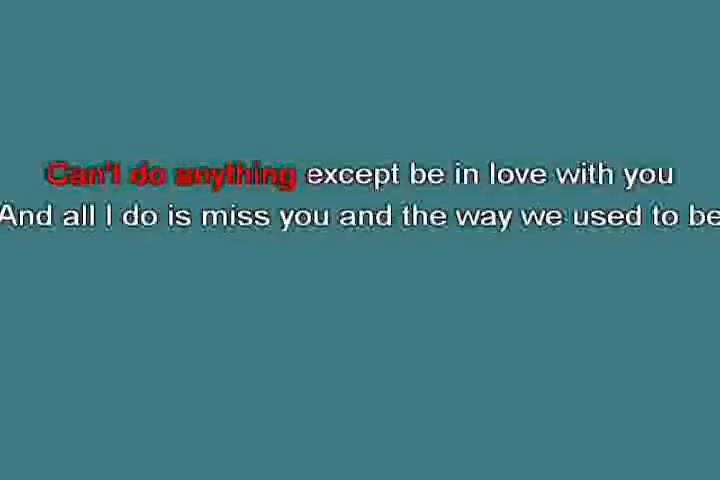 Can't do anything except be in love with you
And all I do is miss you and the way we used to be